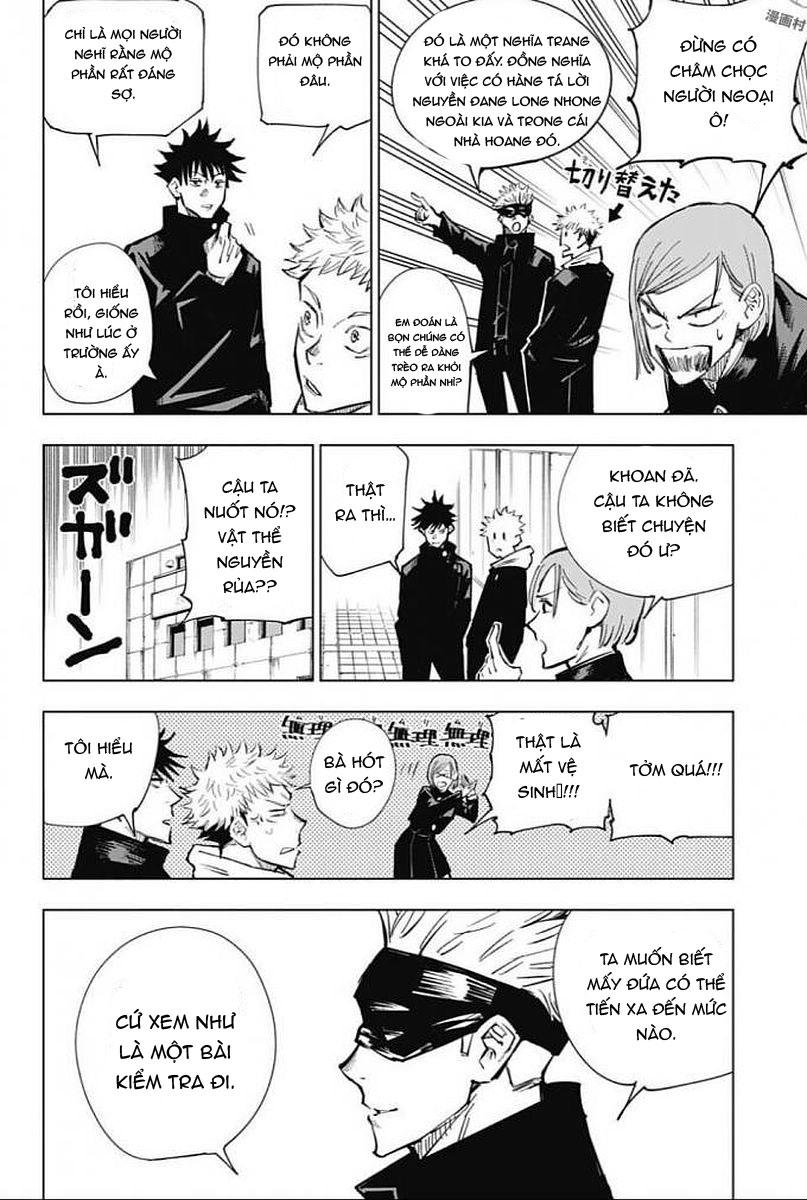 漫画村
ĐỪNG CÓ
CHÂM CHỌC
NGƯỜI NGOẠI
Ô!
ĐÓ LÀ MỘT NGHĨA TRANG
KHÁ TO ĐẤY. ĐỒNG NGHĨA
VỚI VIỆC CÓ HÀNG TÁ LỜI
NGUYỀN ĐANG LONG NHONG
NGOÀI KIA VÀ TRONG CÁI
NHÀ HOANG ĐÓ.
切り替えた
EM ĐOÁN LÀ
BỌN CHÚNG CÓ
THỂ DỄ DÀNG
TRÈO RA KHỎI
MỘ PHẦN NHỈ?
ĐÓ KHÔNG
PHẢI MỘ PHẦN
ĐÂU.
CHỈ LÀ MỌI NGƯỜI
NGHĨ RẰNG MỘ
PHẦN RẤT ĐÁNG
SỢ.
TÔI HIỂU
RỒI, GIỐNG
NHƯ LÚC Ở
TRƯỜNG ẤY
À.
KHOAN ĐÃ.
CẬU TA KHÔNG
BIẾT CHUYỆN
ĐÓ Ư?
THẬT
RA THÌ...
CẬU TA
NUỐT NÓ!?
VẬT THỂ
NGUYỀN
RỦA??
ズガーン
TỞM QUÁ!!!
THẬT LÀ
MẤT VỆ
SINH!!!
無理無理無理
BÀ HÓT
GÌ ĐÓ?
TÔI HIỂU
MÀ.
TA MUỐN BIẾT
MẤY ĐỨA CÓ THỂ
TIẾN XA ĐẾN MỨC
NÀO.
CỨ XEM NHƯ
LÀ MỘT BÀI
KIỂM TRA ĐI.